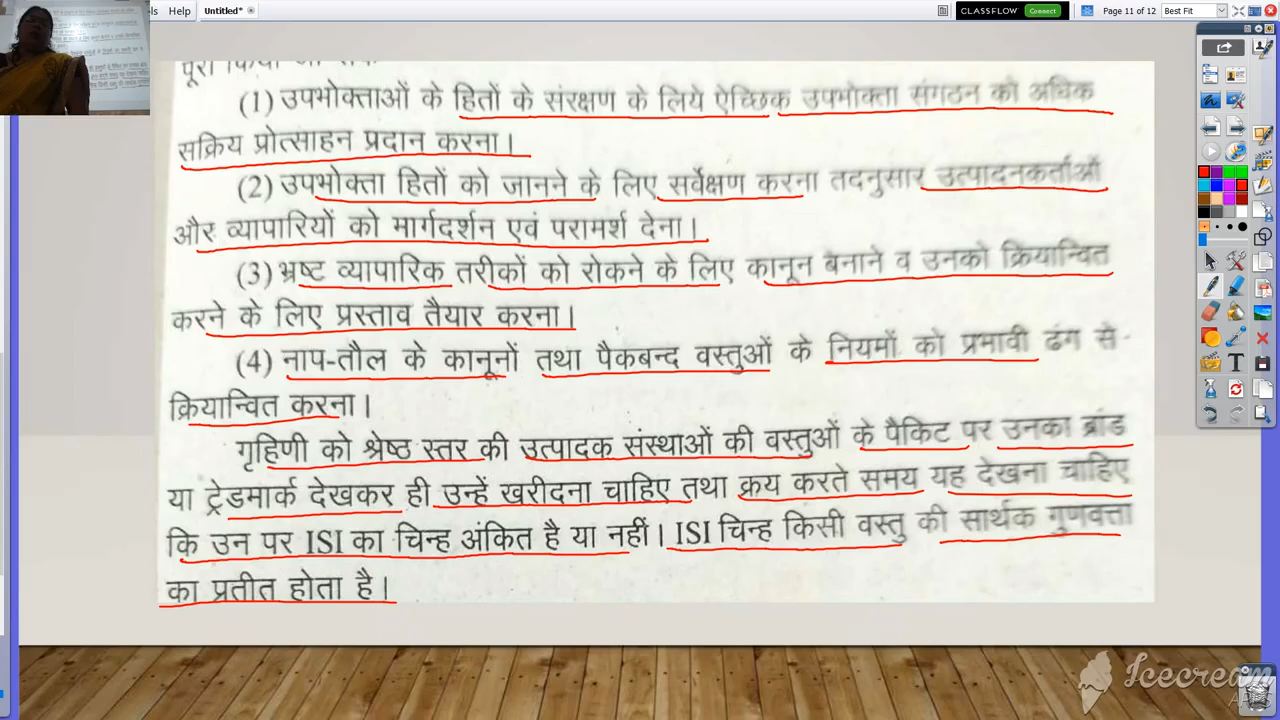 ls Help Untitled* CLASSFLOW Connect Page 11 of 12 Best Fit
(1) उपभोक्ताओं के हितों के संरक्षण के लिये ऐच्छिक उपभोक्ता संगठन को अधिक
सक्रिय प्रोत्साहन प्रदान करना।
(2) उपभोक्ता हितों को जानने के लिए सर्वेक्षण करना तदनुसार उत्पादनकर्ताओं
और व्यापारियों को मार्गदर्शन एवं परामर्श देना।
(3) भ्रष्ट व्यापारिक तरीकों को रोकने के लिए कानून बनाने व उनको क्रियान्वित
करने के लिए प्रस्ताव तैयार करना।
(4) नाप-तौल के कानूनों तथा पैकबन्द वस्तुओं के नियमों को प्रभावी ढंग से
क्रियान्वित करना।
गृहिणी को श्रेष्ठ स्तर की उत्पादक संस्थाओं की वस्तुओं के पैकिट पर उनका ब्रांड
या ट्रेडमार्क देखकर ही उन्हें खरीदना चाहिए तथा क्रय करते समय यह देखना चाहिए
कि उन पर ISI का चिन्ह अंकित है या नहीं। ISI चिन्ह किसी वस्तु की सार्थक गुणवत्ता
का प्रतीत होता है।
Icecream
APPS